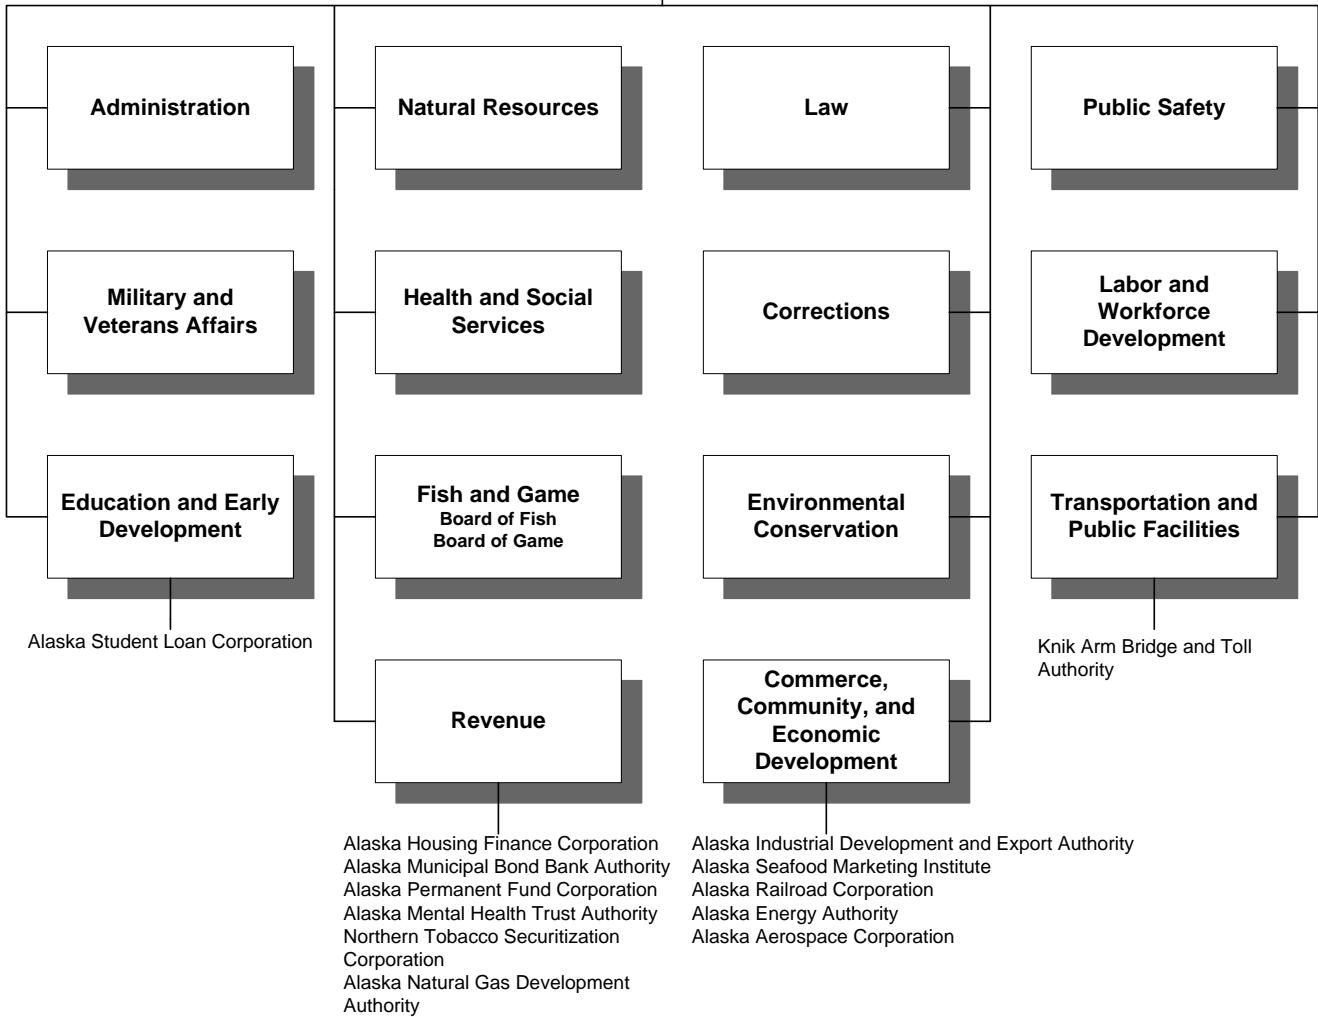 Administration
Natural Resources
Law
Public Safety
Military and
Veterans Affairs
Health and Social
Services
Corrections
Labor and
Workforce
Development
Education and Early
Development
Fish and Game
Board of Fish
Board of Game
Environmental
Conservation
Transportation and
Public Facilities
Alaska Student Loan Corporation
Knik Arm Bridge and Toll
Authority
Revenue
Commerce,
Community, and
Economic
Development
Alaska Housing Finance Corporation
Alaska Municipal Bond Bank Authority
Alaska Permanent Fund Corporation
Alaska Mental Health Trust Authority
Northern Tobacco Securitization
Corporation
Alaska Natural Gas Development
Authority
Alaska Industrial Development and Export Authority
Alaska Seafood Marketing Institute
Alaska Railroad Corporation
Alaska Energy Authority
Alaska Aerospace Corporation